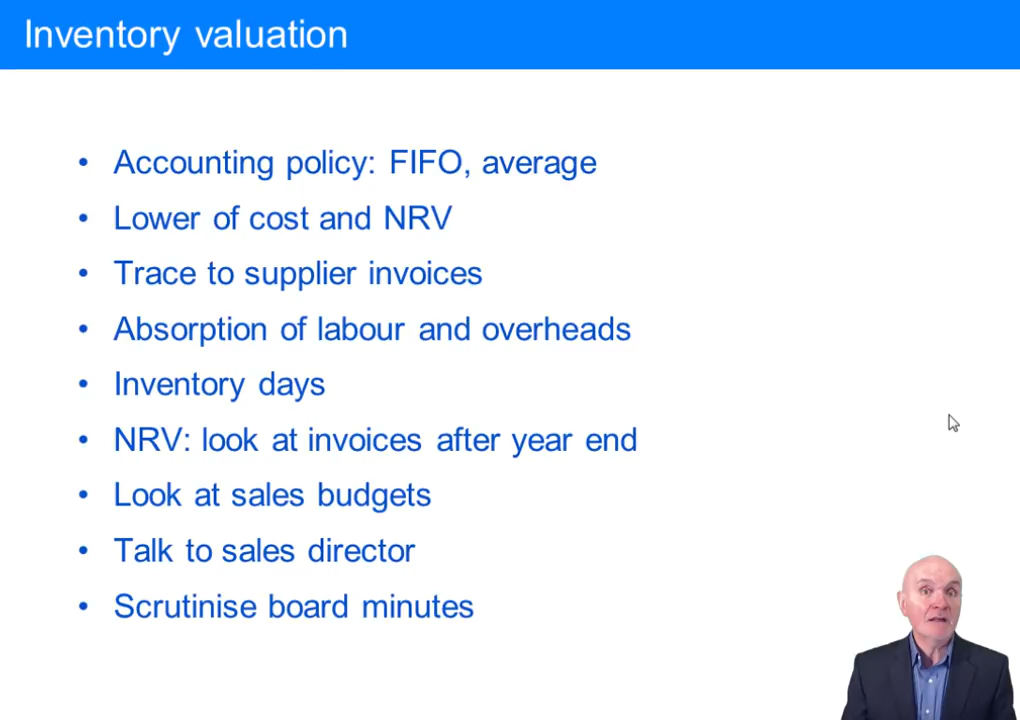 Inventory valuation
• Accounting policy: FIFO, average
• Lower of cost and NRV
• Trace to supplier invoices
• Absorption of labour and overheads
• Inventory days
• NRV: look at invoices after year end
• Look at sales budgets
• Talk to sales director
• Scrutinise board minutes